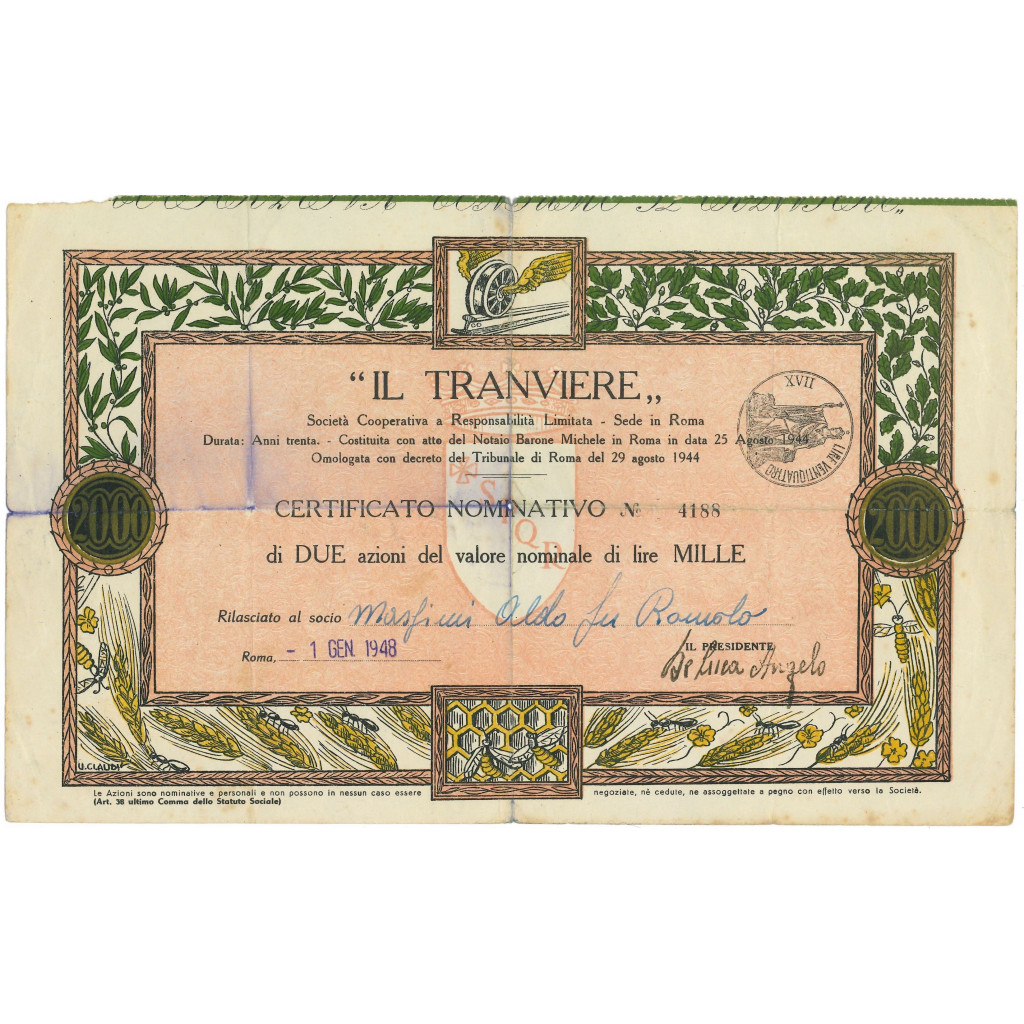 "IL TRANVIERE„
Società Cooperativa a Responsabilità Limitata - Sede in Roma
Durata: Anni trenta. - Costituita con atto del Notaio Barone Michele in Roma in data 25 Agosto 1944
Omologata con decreto del Tribunale di Roma del 29 agosto 1944
XVII
LIRE VENTIQUATTRO
SPQR
CERTIFICATO NOMINATIVO № 4188
2000
2000
di DUE azioni del valore nominale di lire MILLE
Rilasciato al socio Massimi Aldo fu Romolo
Roma, - 1 GEN. 1948
IL PRESIDENTE
De Luca Angelo
U. CLAUDI
Le Azioni sono nominative e personali e non possono in nessun caso essere negoziate, nè cedute, ne assoggettate a pegno con effetto verso la Società.
(Art. 38 ultimo Comma dello Statuto Sociale)